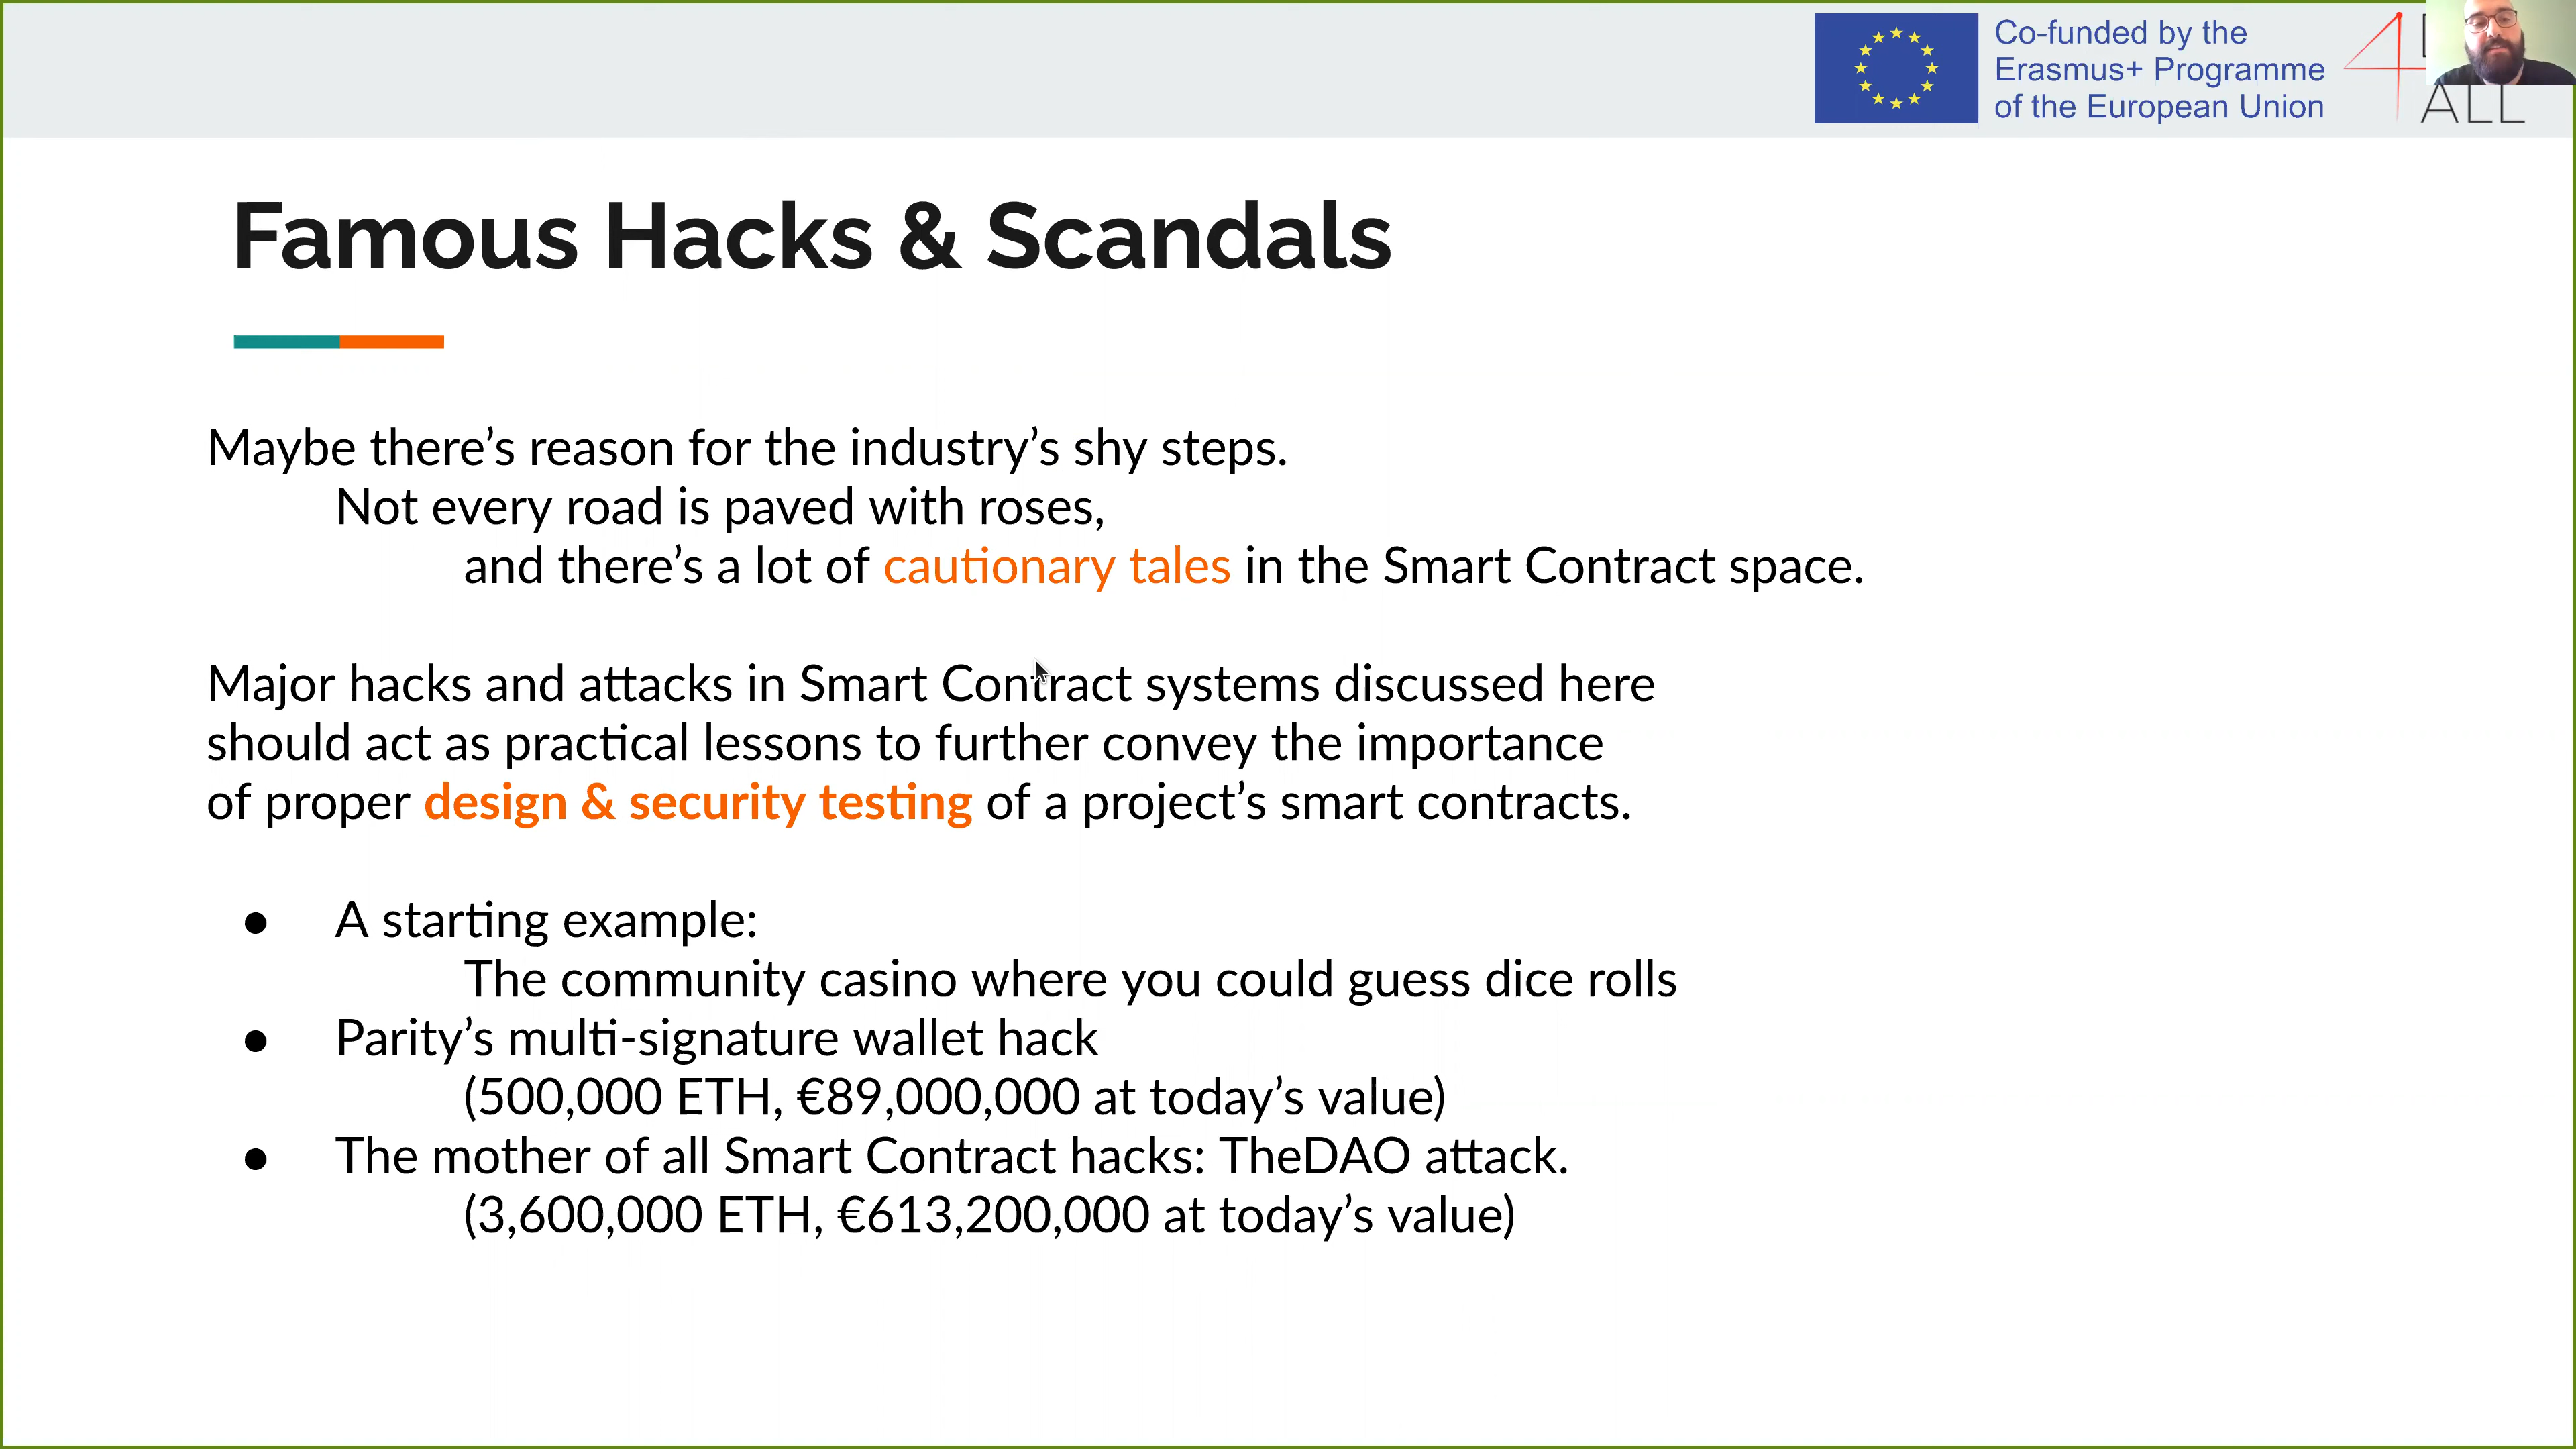 Co-funded by the
Erasmus+ Programme
of the European Union
4
ALL
Famous Hacks & Scandals
Maybe there’s reason for the industry’s shy steps.
Not every road is paved with roses,
and there’s a lot of cautionary tales in the Smart Contract space.
Major hacks and attacks in Smart Contract systems discussed here
should act as practical lessons to further convey the importance
of proper design & security testing of a project’s smart contracts.
● A starting example:
The community casino where you could guess dice rolls
● Parity’s multi-signature wallet hack
(500,000 ETH, €89,000,000 at today’s value)
● The mother of all Smart Contract hacks: TheDAO attack.
(3,600,000 ETH, €613,200,000 at today’s value)